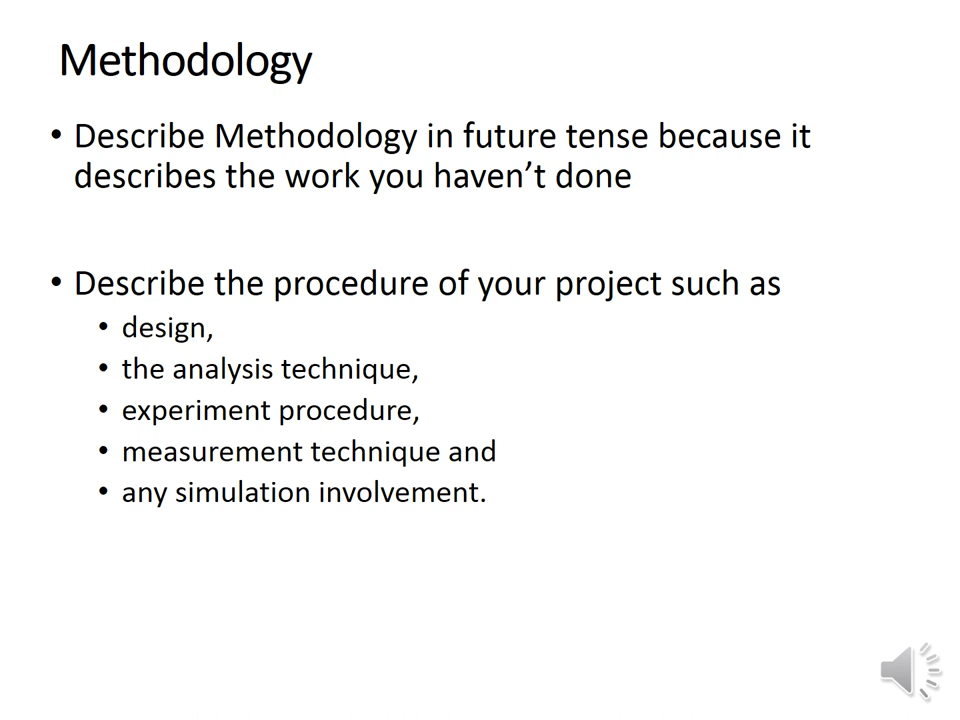 Methodology
• Describe Methodology in future tense because it
describes the work you haven’t done
• Describe the procedure of your project such as
• design,
• the analysis technique,
• experiment procedure,
• measurement technique and
• any simulation involvement.